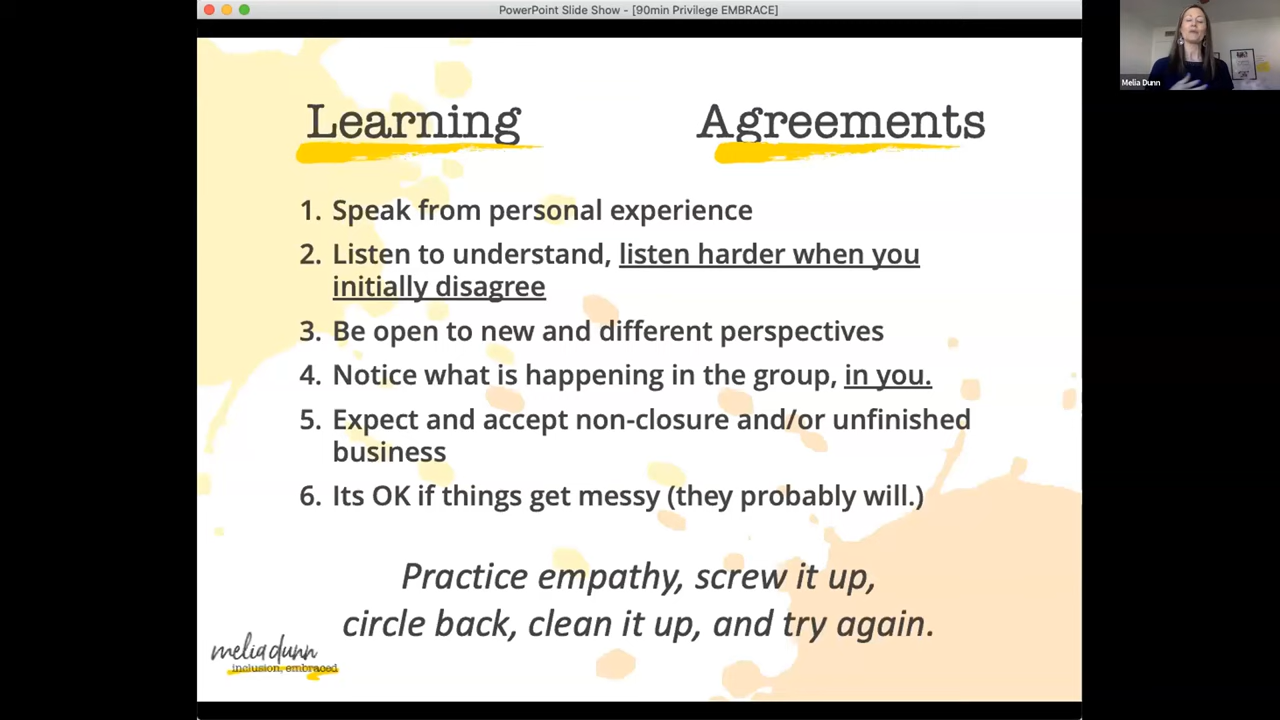 PowerPoint Slide Show - [90min Privilege EMBRACE]
Melia Dunn
Learning Agreements
1. Speak from personal experience
2. Listen to understand, listen harder when you
initially disagree
3. Be open to new and different perspectives
4. Notice what is happening in the group, in you.
5. Expect and accept non-closure and/or unfinished
business
6. Its OK if things get messy (they probably will.)
Practice empathy, screw it up,
circle back, clean it up, and try again.
melia dunn
inclusion, embraced